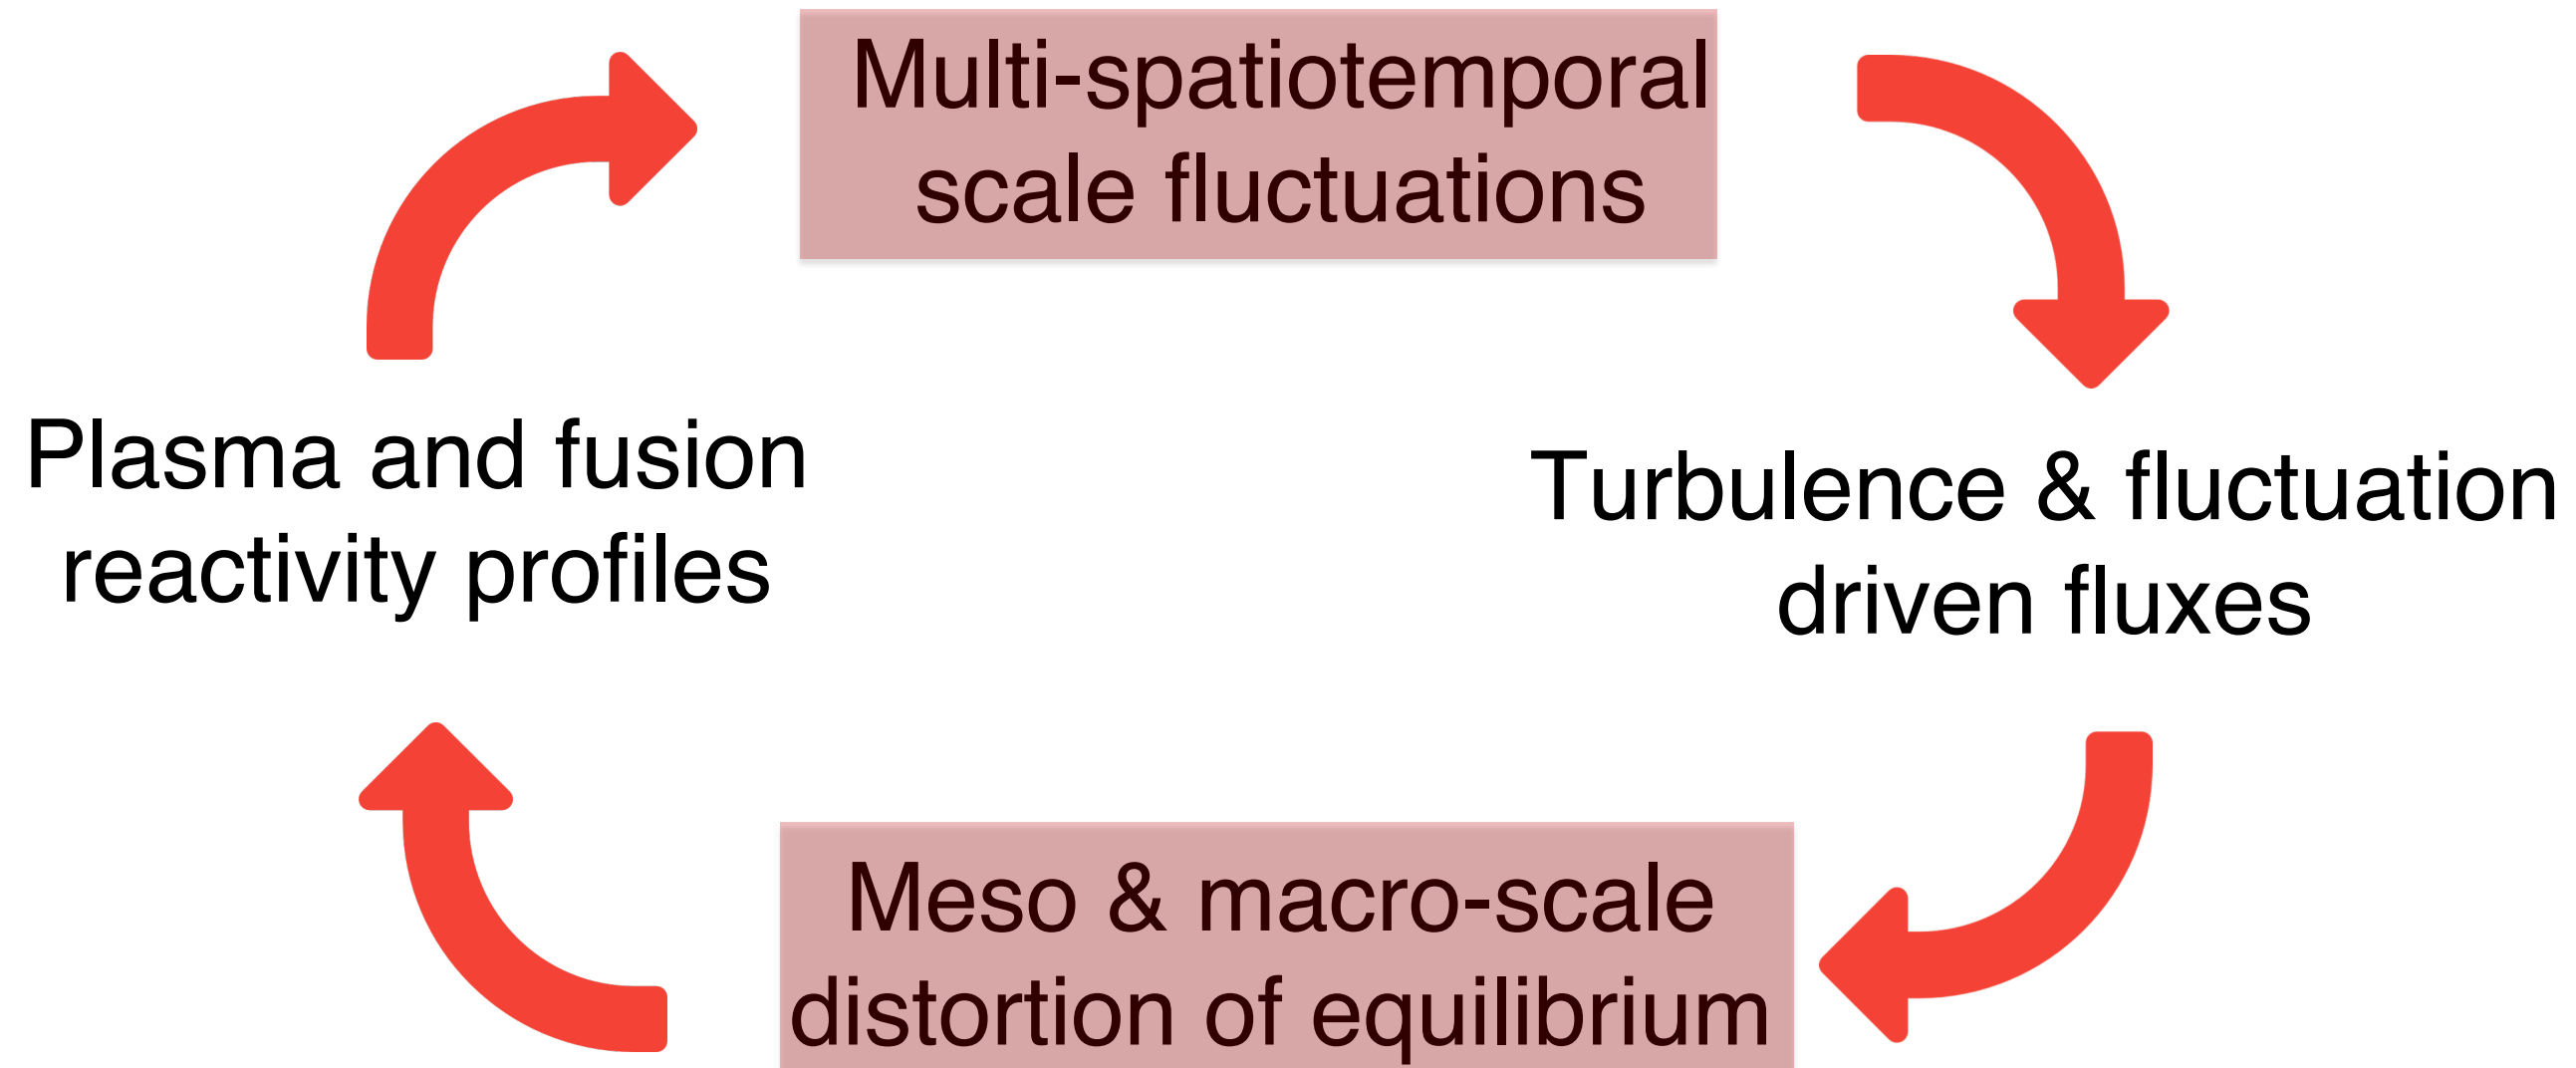 Multi-spatiotemporal
scale fluctuations
Plasma and fusion
reactivity profiles
Turbulence & fluctuation
driven fluxes
Meso & macro-scale
distortion of equilibrium